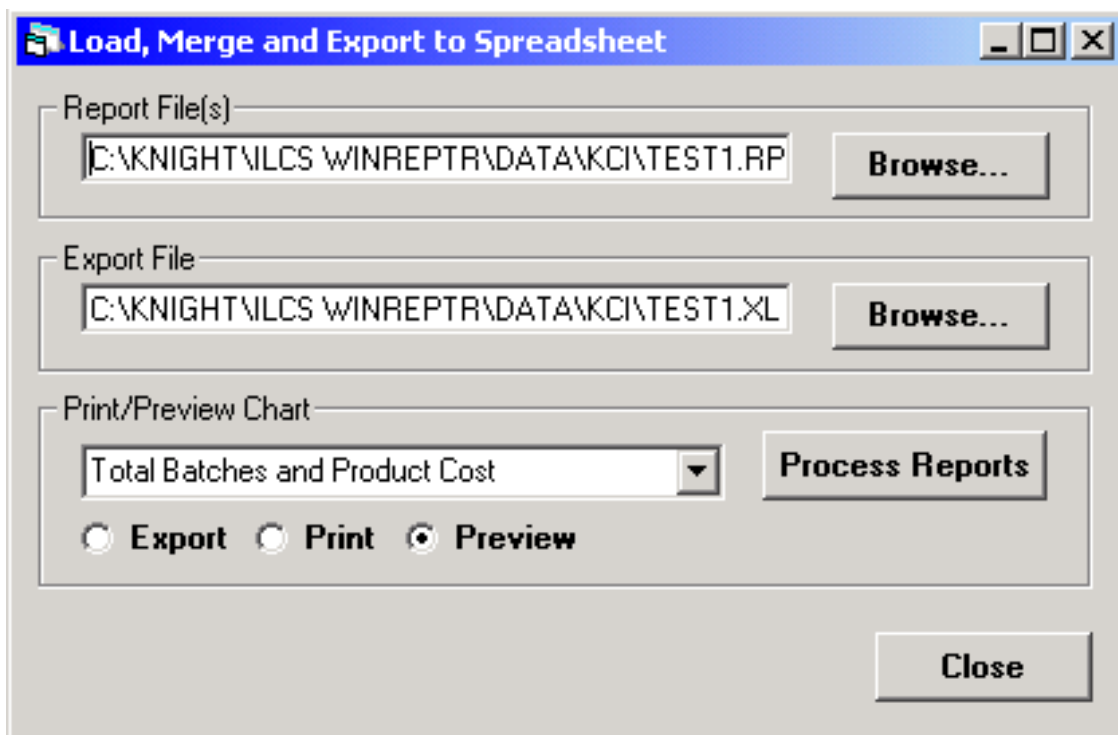 Load, Merge and Export to Spreadsheet
Report File(s)
C:\KNIGHT\ILCS WINREPTR\DATA\KCI\TEST1.RP
Browse...
Export File
C:\KNIGHT\ILCS WINREPTR\DATA\KCI\TEST1.XL
Browse...
Print/Preview Chart
Total Batches and Product Cost
Process Reports
Export Print Preview
Close